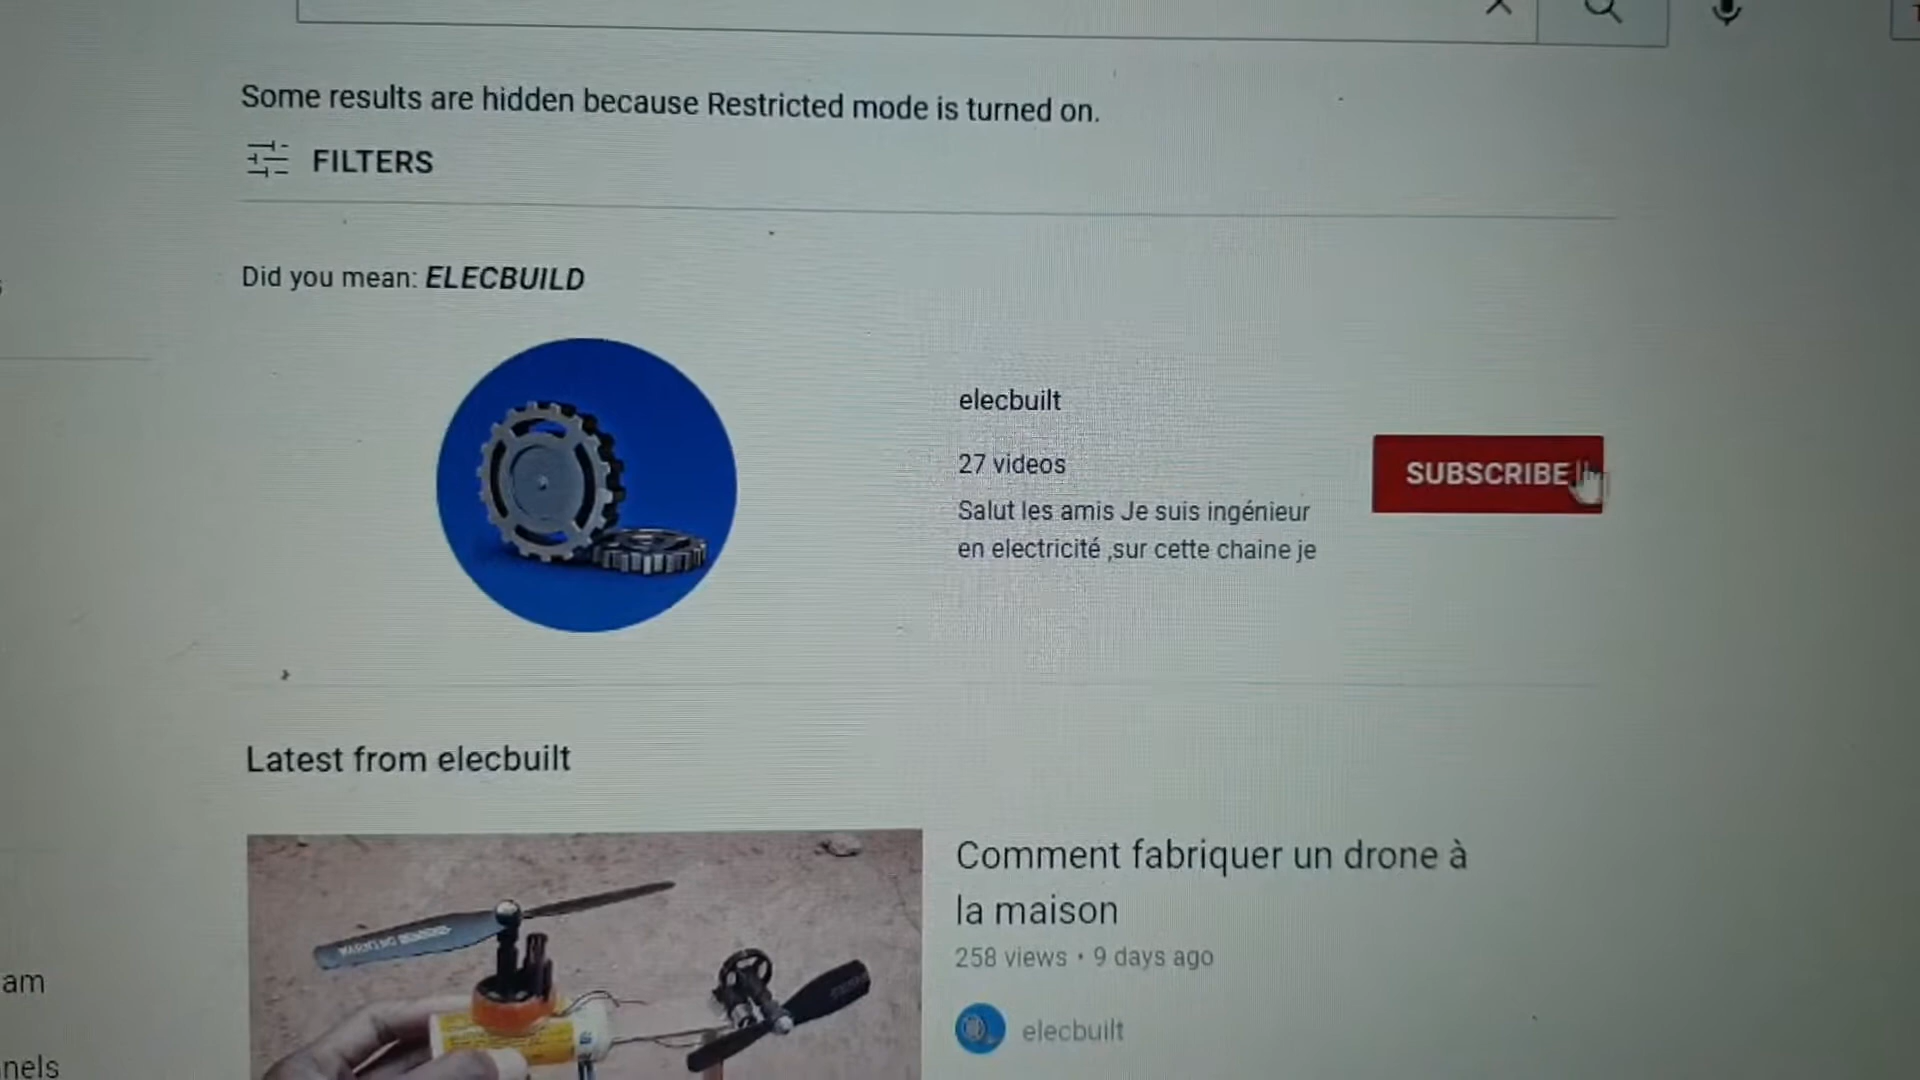 Some results are hidden because Restricted mode is turned on.
FILTERS
Did you mean: ELECBUILD
elecbuilt
27 videos
Salut les amis Je suis ingénieur
en electricité ,sur cette chaine je
SUBSCRIBE
Latest from elecbuilt
Comment fabriquer un drone à
la maison
258 views • 9 days ago
elecbuilt
am
nnels